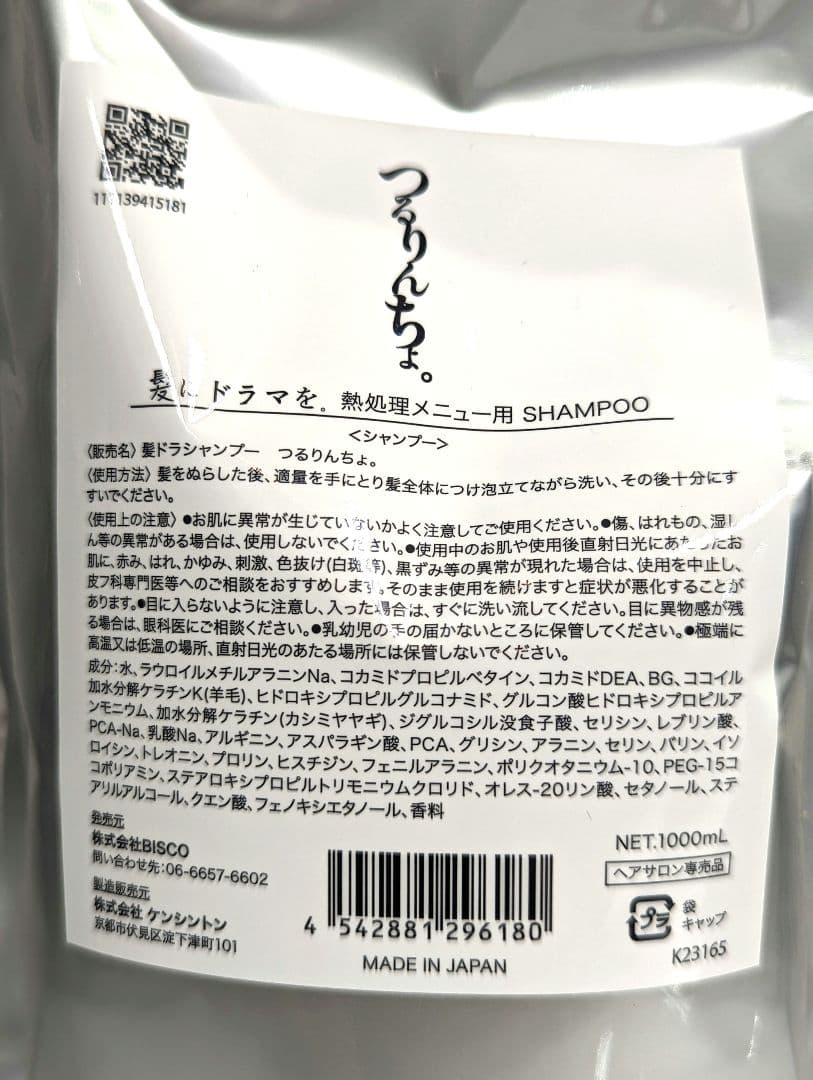 117139415181
つるりんちょ。
髪にドラマを。熱処理メニュー用 SHAMPOO
<シャンプー>
〈販売名〉髪ドラシャンプー つるりんちょ。
〈使用方法〉髪をぬらした後、適量を手にとり髪全体につけ泡立てながら洗い、その後十分にす
すいでください。
〈使用上の注意〉●お肌に異常が生じていないかよく注意してご使用ください。●傷、はれもの、湿し
ん等の異常がある場合は、使用しないでください。●使用中のお肌や使用後直射日光にあたったお
肌に、赤み、はれ、かゆみ、刺激、色抜け(白斑等)、黒ずみ等の異常が現れた場合は、使用を中止し、
皮フ科専門医等へのご相談をおすすめします。そのまま使用を続けますと症状が悪化することが
あります。●目に入らないように注意し、入った場合は、すぐに洗い流してください。目に異物感が残
る場合は、眼科医にご相談ください。●乳幼児の手の届かないところに保管してください。●極端に
高温又は低温の場所、直射日光のあたる場所には保管しないでください。
成分:水、ラウロイルメチルアラニンNa、コカミドプロピルベタイン、コカミドDEA、BG、ココイル
加水分解ケラチンK(羊毛)、ヒドロキシプロピルグルコナミド、グルコン酸ヒドロキシプロピルア
ンモニウム、加水分解ケラチン(カシミヤヤギ)、ジグルコシル没食子酸、セリシン、レブリン酸、
PCA-Na、乳酸Na、アルギニン、アスパラギン酸、PCA、グリシン、アラニン、セリン、バリン、イソ
ロイシン、トレオニン、プロリン、ヒスチジン、フェニルアラニン、ポリクオタニウム-10、PEG-15コ
コポリアミン、ステアロキシプロピルトリモニウムクロリド、オレス-20リン酸、セタノール、ステ
アリルアルコール、クエン酸、フェノキシエタノール、香料
発売元
株式会社BISCO
問い合わせ先:06-6657-6602
製造販売元
株式会社 ケンシントン
京都市伏見区淀下津町101
4 542881 296180
MADE IN JAPAN
NET.1000mL
ヘアサロン専売品
プラ
袋
キャップ
K23165